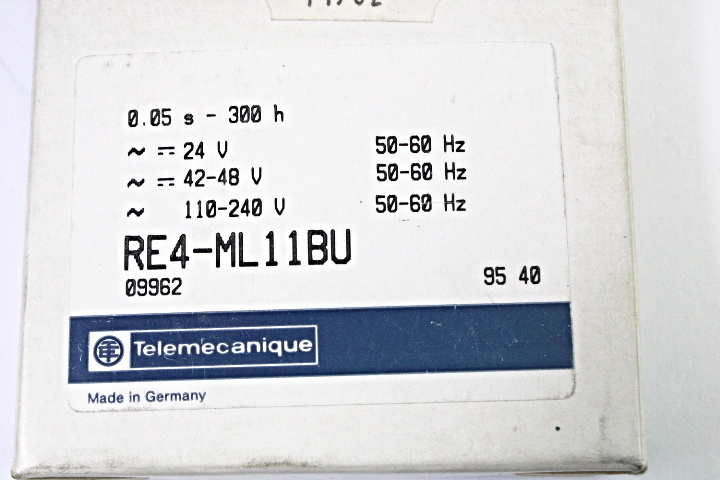 0.05 s - 300 h
~ ⎓ 24 V 50-60 Hz
~ ⎓ 42-48 V 50-60 Hz
~ 110-240 V 50-60 Hz
RE4-ML11BU
09962 95 40
Telemecanique
Made in Germany